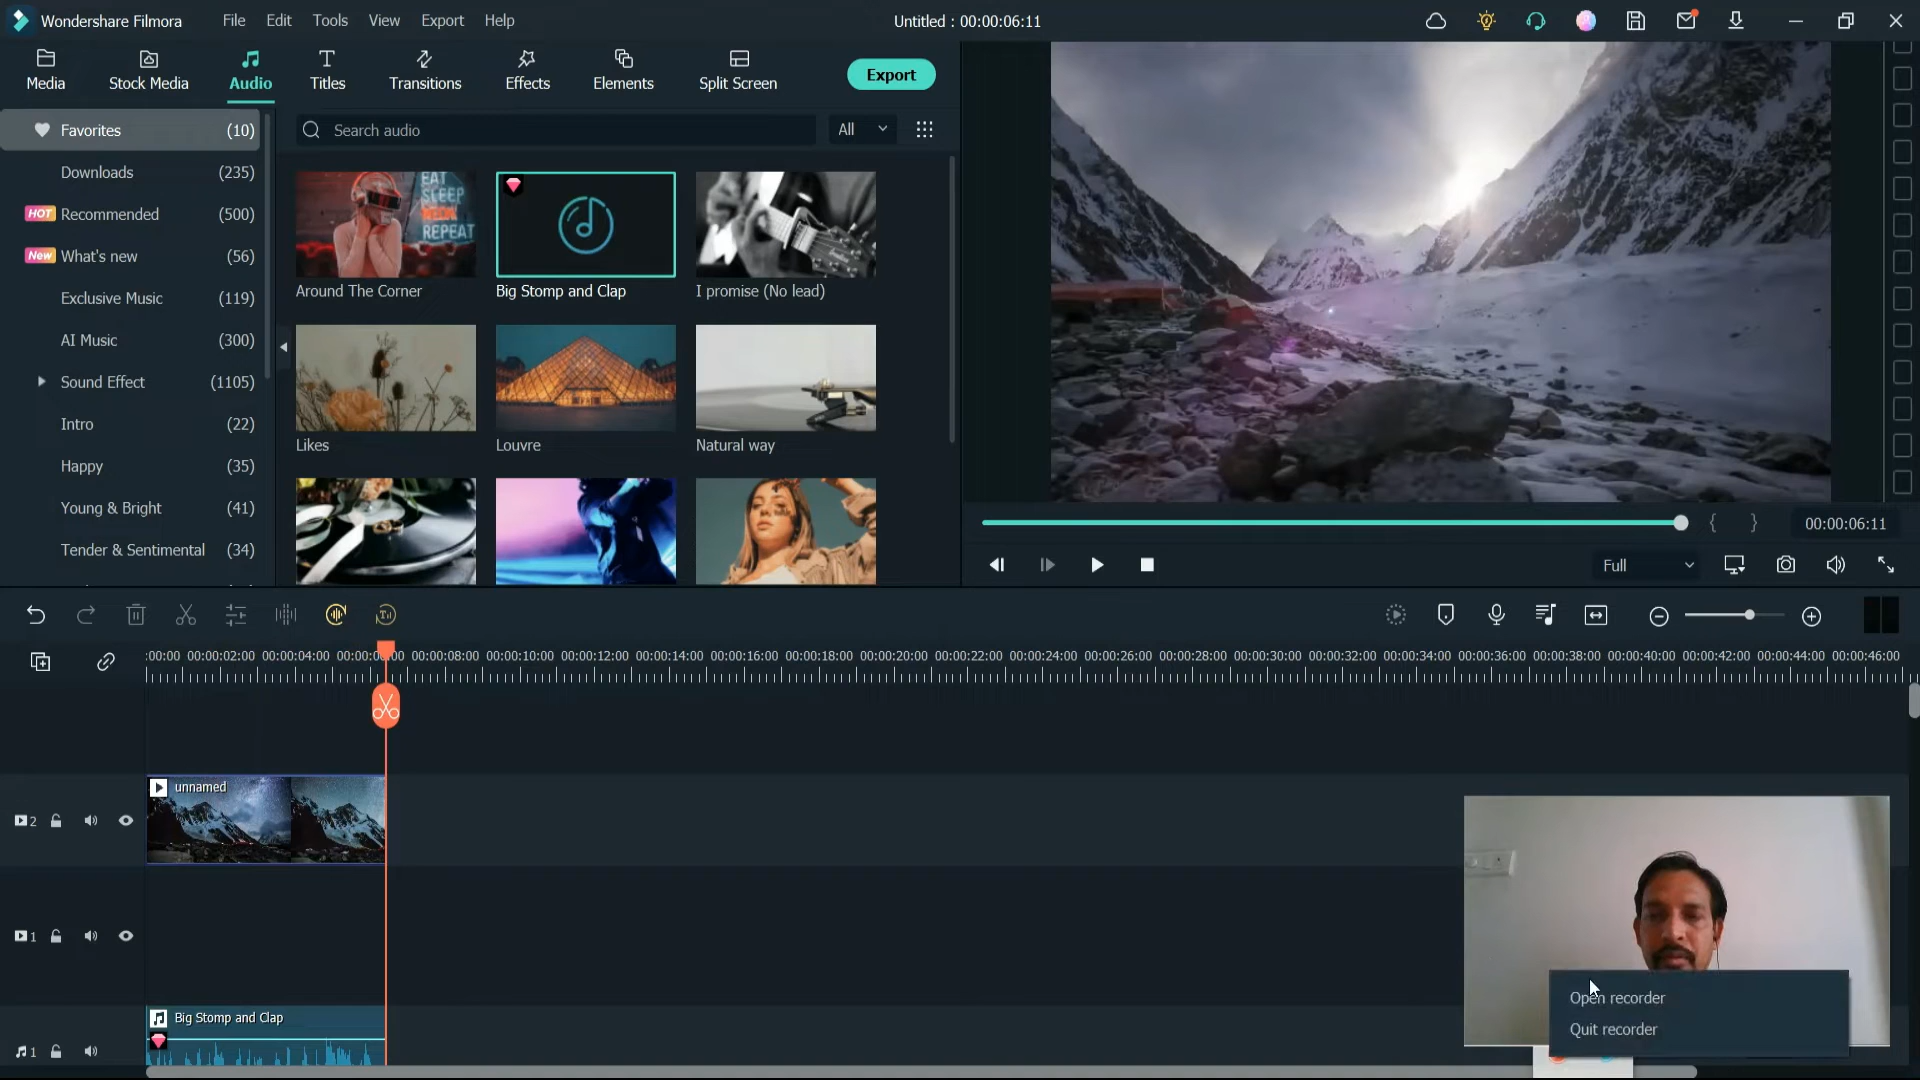 Wondershare Filmora File Edit Tools View Export Help Untitled : 00:00:06:11
Media Stock Media Audio Titles Transitions Effects Elements Split Screen Export
Favorites (10)
Downloads (235)
HOT Recommended (500)
New What's new (56)
Exclusive Music (119)
AI Music (300)
Sound Effect (1105)
Intro (22)
Happy (35)
Young & Bright (41)
Tender & Sentimental (34)
Search audio All
EAT
SLEEP
REPEAT
Around The Corner Big Stomp and Clap I promise (No lead)
Likes Louvre Natural way
{ } 00:00:06:11
Full
:00:00 00:00:02:00 00:00:04:00 00:00:08:00 00:00:10:00 00:00:12:00 00:00:14:00 00:00:16:00 00:00:18:00 00:00:20:00 00:00:22:00 00:00:24:00 00:00:26:00 00:00:28:00 00:00:30:00 00:00:32:00 00:00:34:00 00:00:36:00 00:00:38:00 00:00:40:00 00:00:42:00 00:00:44:00 00:00:46:00
unnamed
2
1
Big Stomp and Clap
1
Open recorder
Quit recorder